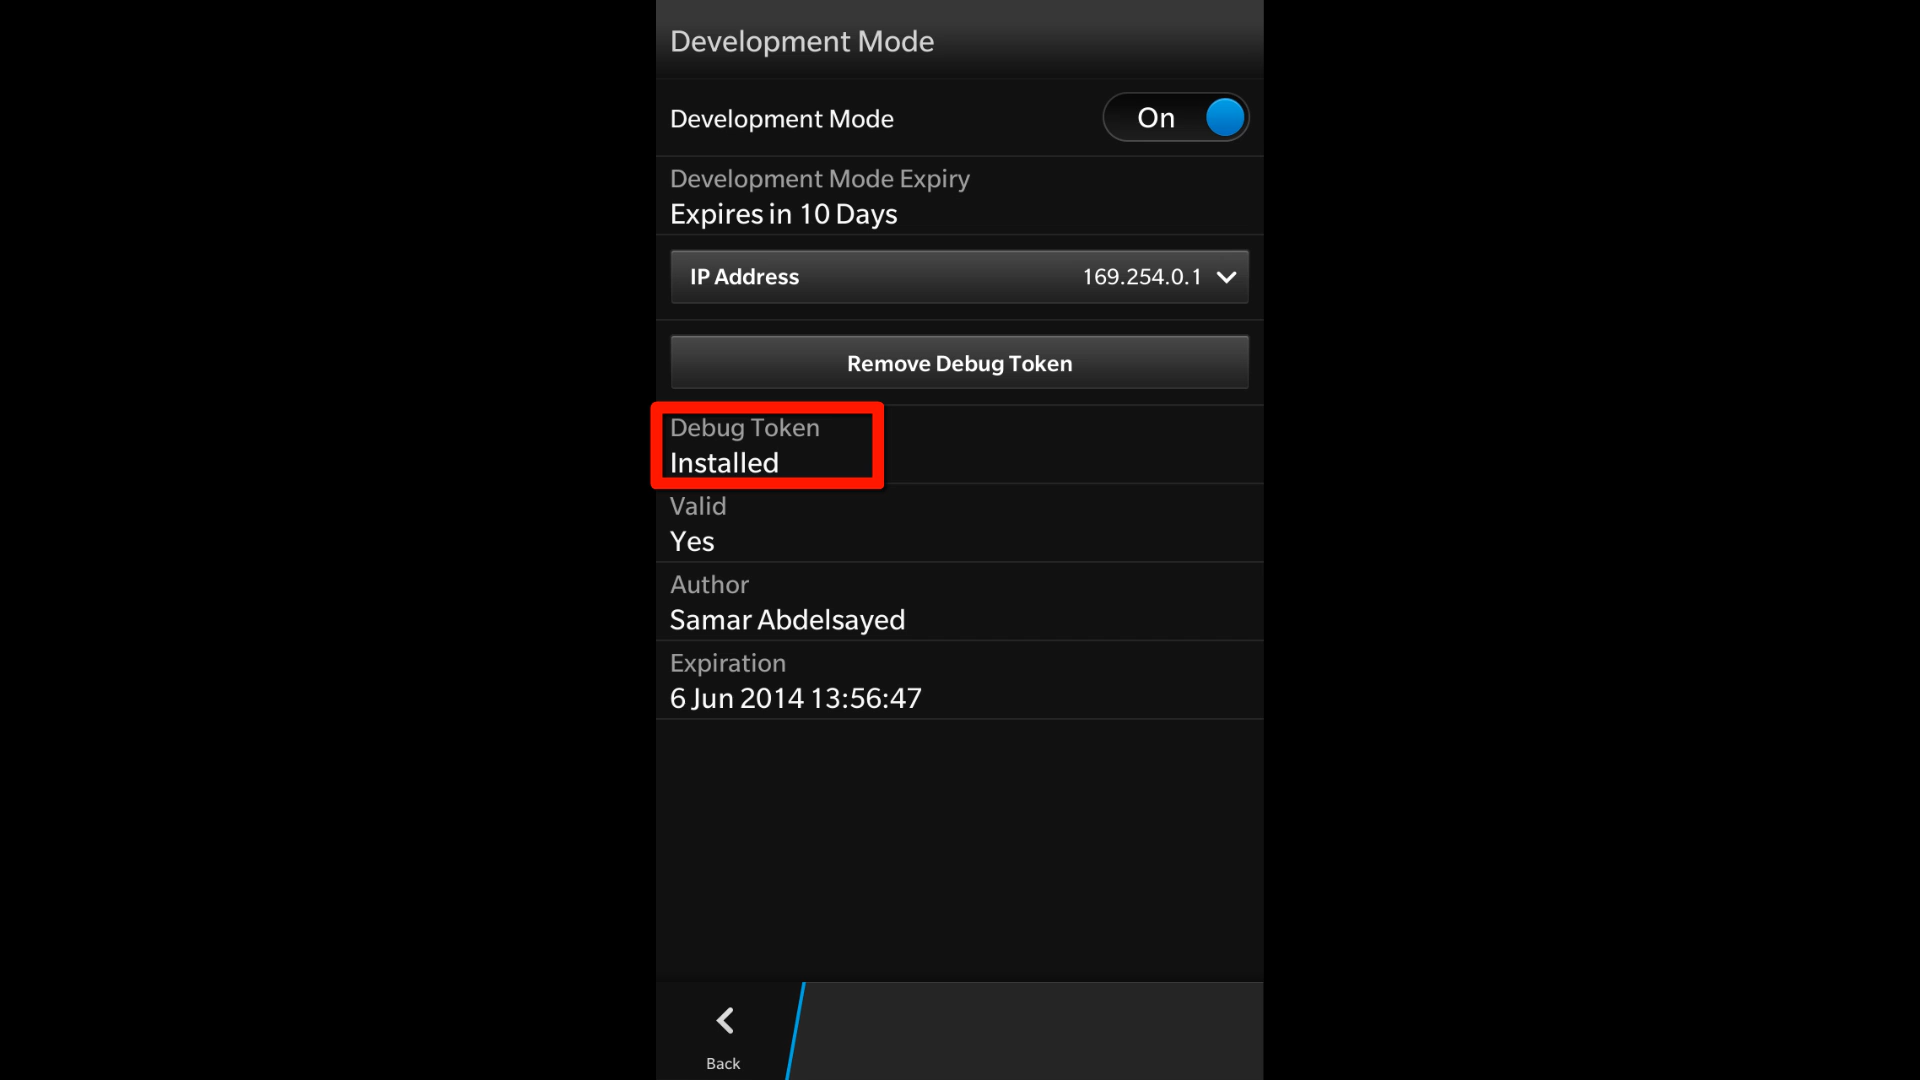 Development Mode
Development Mode On
Development Mode Expiry
Expires in 10 Days
IP Address 169.254.0.1
Remove Debug Token
Debug Token
Installed
Valid
Yes
Author
Samar Abdelsayed
Expiration
6 Jun 2014 13:56:47
Back